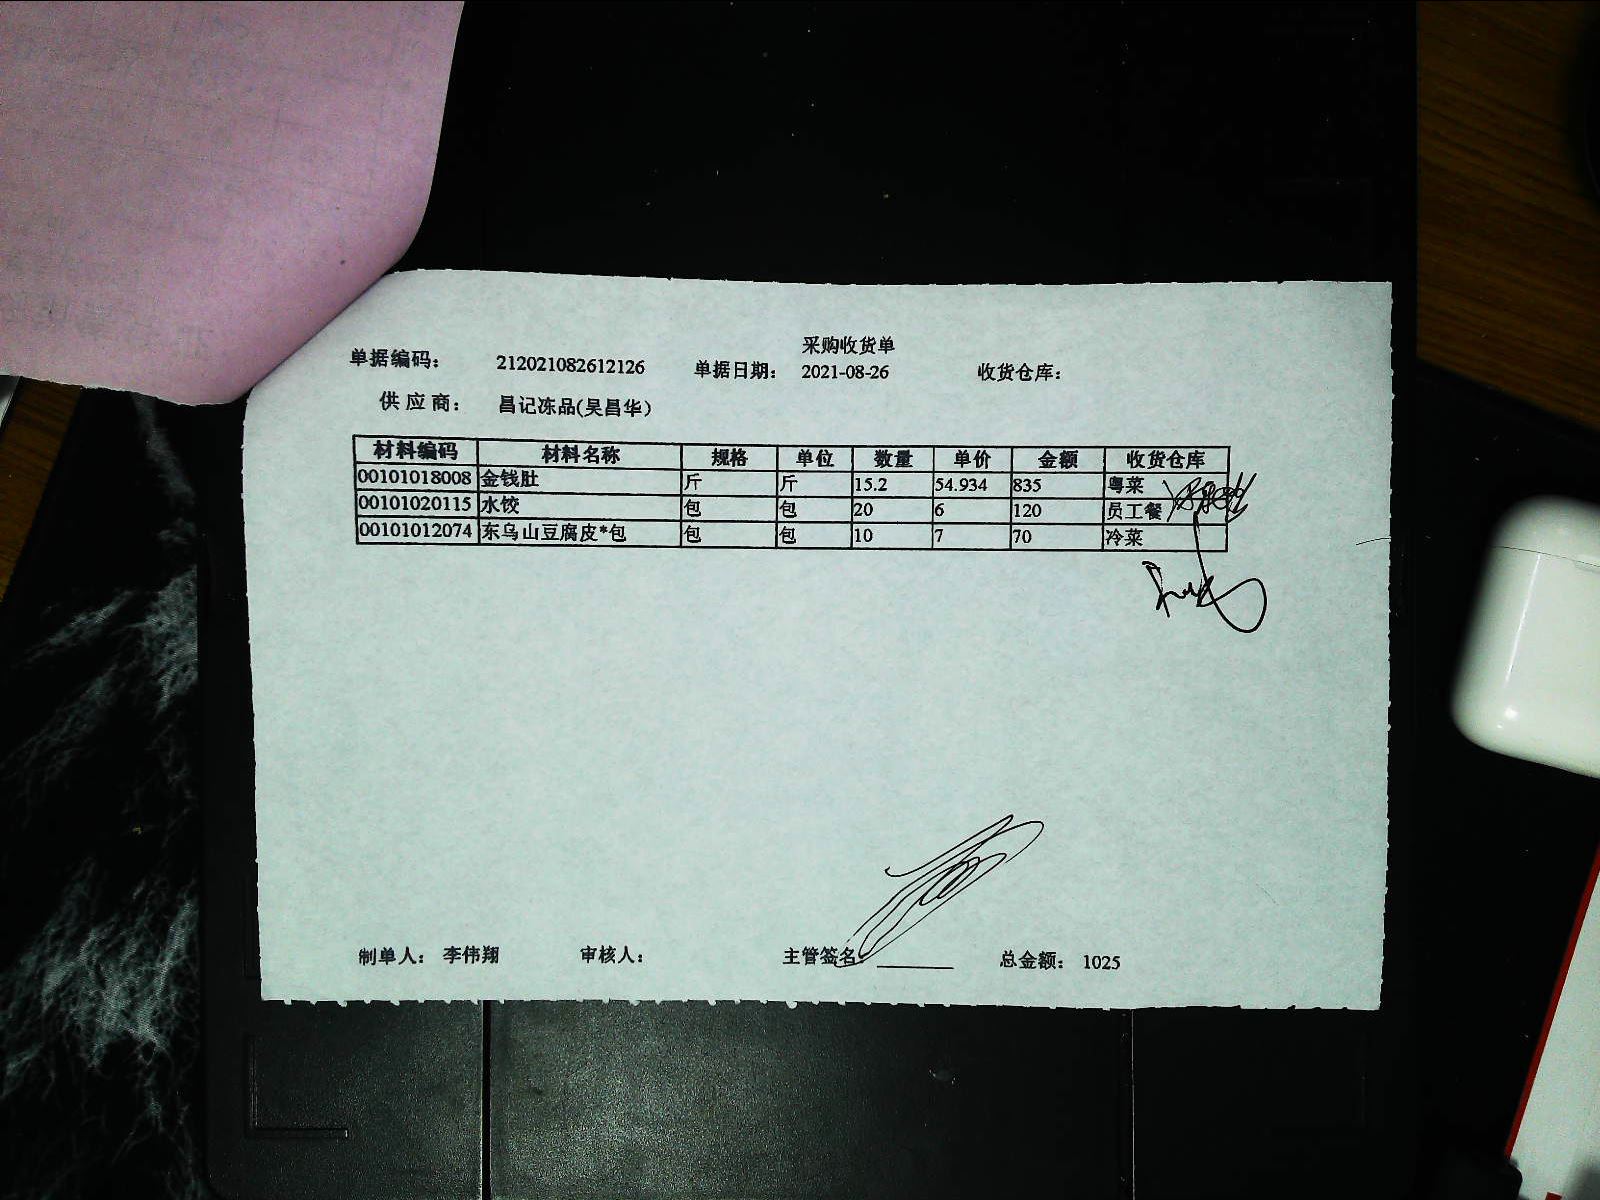 采购收货单
单据编码： 212021082612126 单据日期： 2021-08-26 收货仓库：
供应商： 昌记冻品(吴昌华)
材料编码 材料名称 规格 单位 数量 单价 金额 收货仓库
00101018008 金钱肚 斤 斤 15.2 54.934 835 粤菜
00101020115 水饺 包 包 20 6 120 员工餐
00101012074 东乌山豆腐皮*包 包 包 10 7 70 冷菜
制单人： 李伟翔 审核人： 主管签名: 总金额： 1025